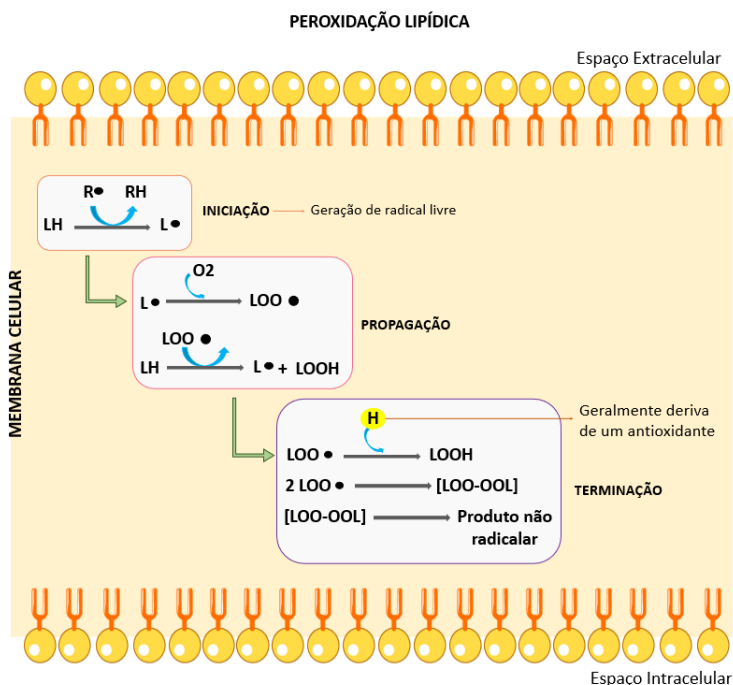 PEROXIDAÇÃO LIPÍDICA
Espaço Extracelular
MEMBRANA CELULAR
R● RH
LH L ●
INICIAÇÃO
Geração de radical livre
O2
L● LOO ●
LOO ●
LH L● + LOOH
PROPAGAÇÃO
H
Geralmente deriva
de um antioxidante
LOO ● LOOH
2 LOO ● [LOO-OOL]
[LOO-OOL] Produto não
radicalar
TERMINAÇÃO
Espaço Intracelular